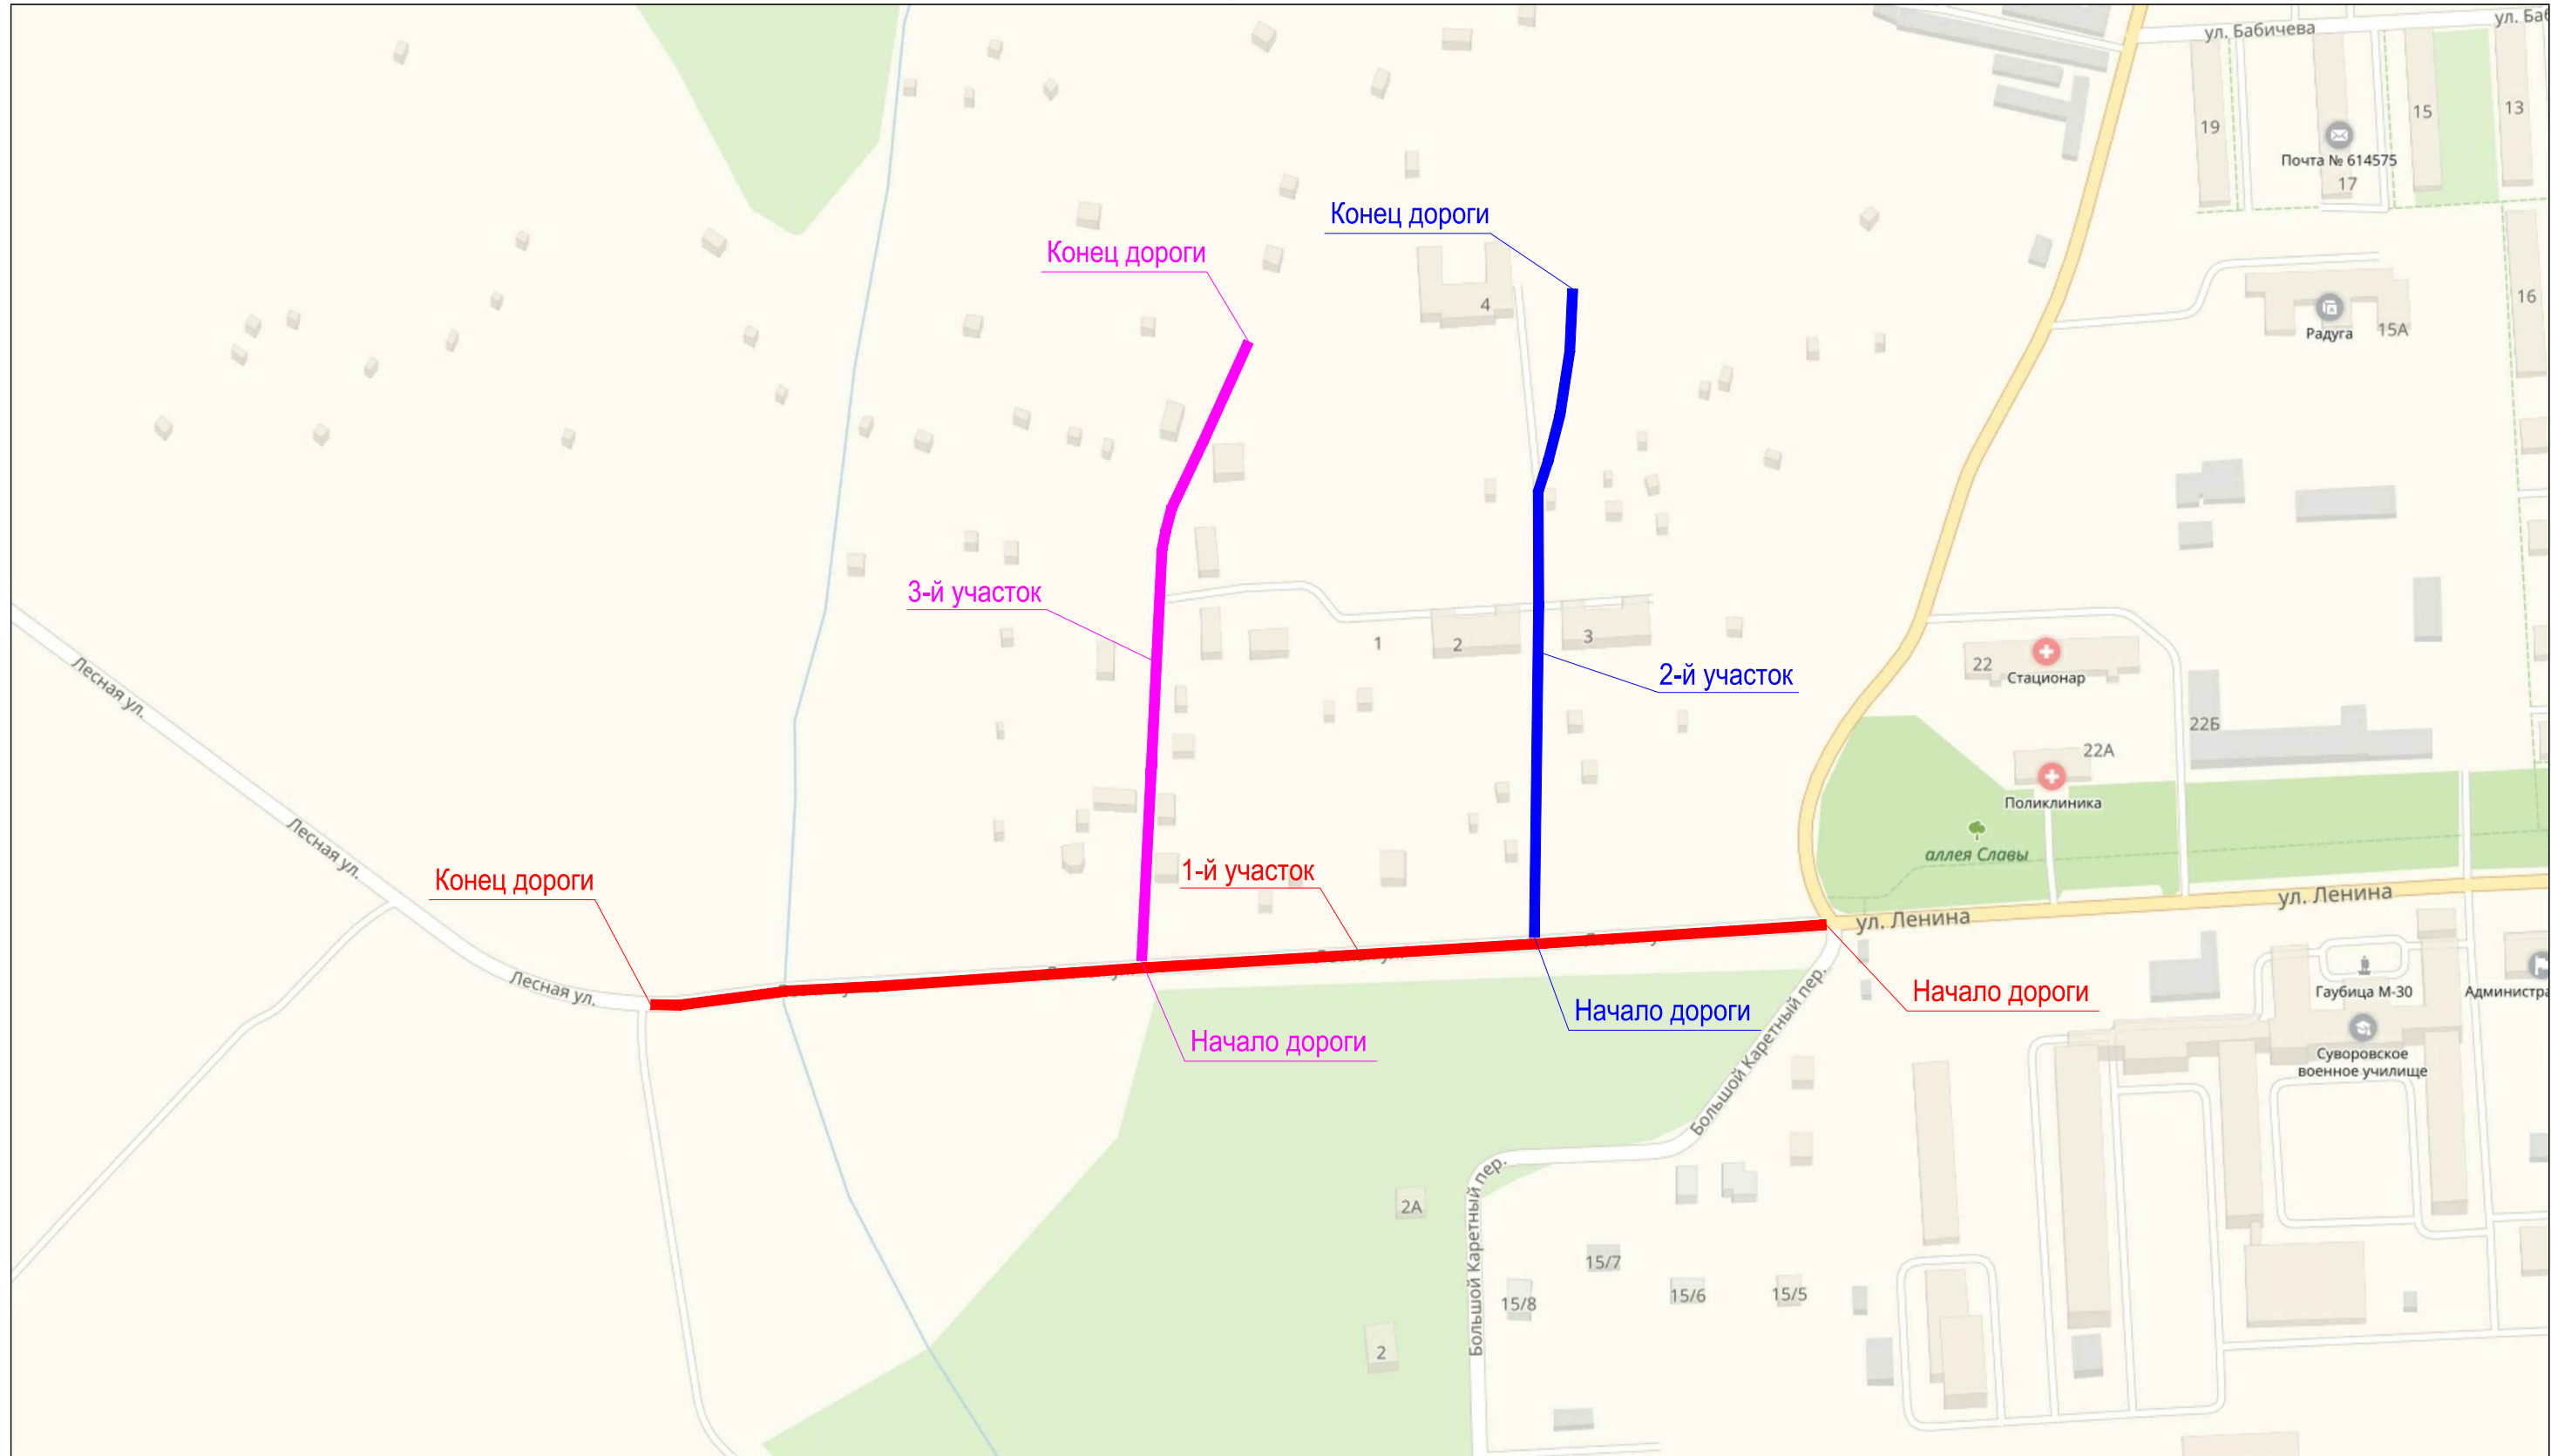 ул. Бабичева
ул. Баб
19
15
13
Почта № 614575
17
Конец дороги
Конец дороги
4
16
Радуга
15А
3-й участок
1
2
3
22
Стационар
2-й участок
Лесная ул.
22Б
22А
Поликлиника
Лесная ул.
аллея Славы
1-й участок
Конец дороги
ул. Ленина
ул. Ленина
Лесная ул.
Начало дороги
Гаубица М-30
Администра
Начало дороги
Начало дороги
Большой Каретный пер.
Суворовское
военное училище
Большой Каретный пер.
2А
15/7
15/8
15/6
15/5
2